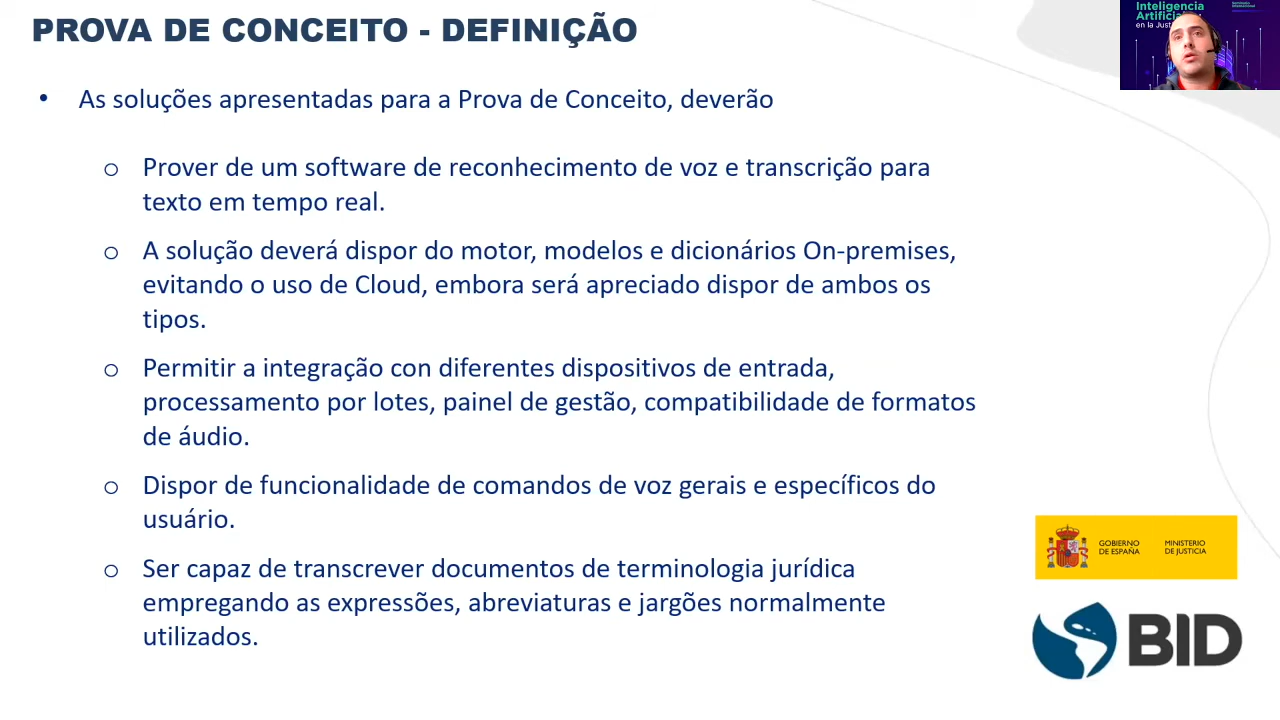 PROVA DE CONCEITO - DEFINIÇÃO
Inteligencia
Artificial
en la Just
• As soluções apresentadas para a Prova de Conceito, deverão
o Prover de um software de reconhecimento de voz e transcrição para
texto em tempo real.
o A solução deverá dispor do motor, modelos e dicionários On-premises,
evitando o uso de Cloud, embora será apreciado dispor de ambos os
tipos.
o Permitir a integração con diferentes dispositivos de entrada,
processamento por lotes, painel de gestão, compatibilidade de formatos
de áudio.
o Dispor de funcionalidade de comandos de voz gerais e específicos do
usuário.
o Ser capaz de transcrever documentos de terminologia jurídica
empregando as expressões, abreviaturas e jargões normalmente
utilizados.
GOBIERNO
DE ESPAÑA
MINISTERIO
DE JUSTICIA
BID